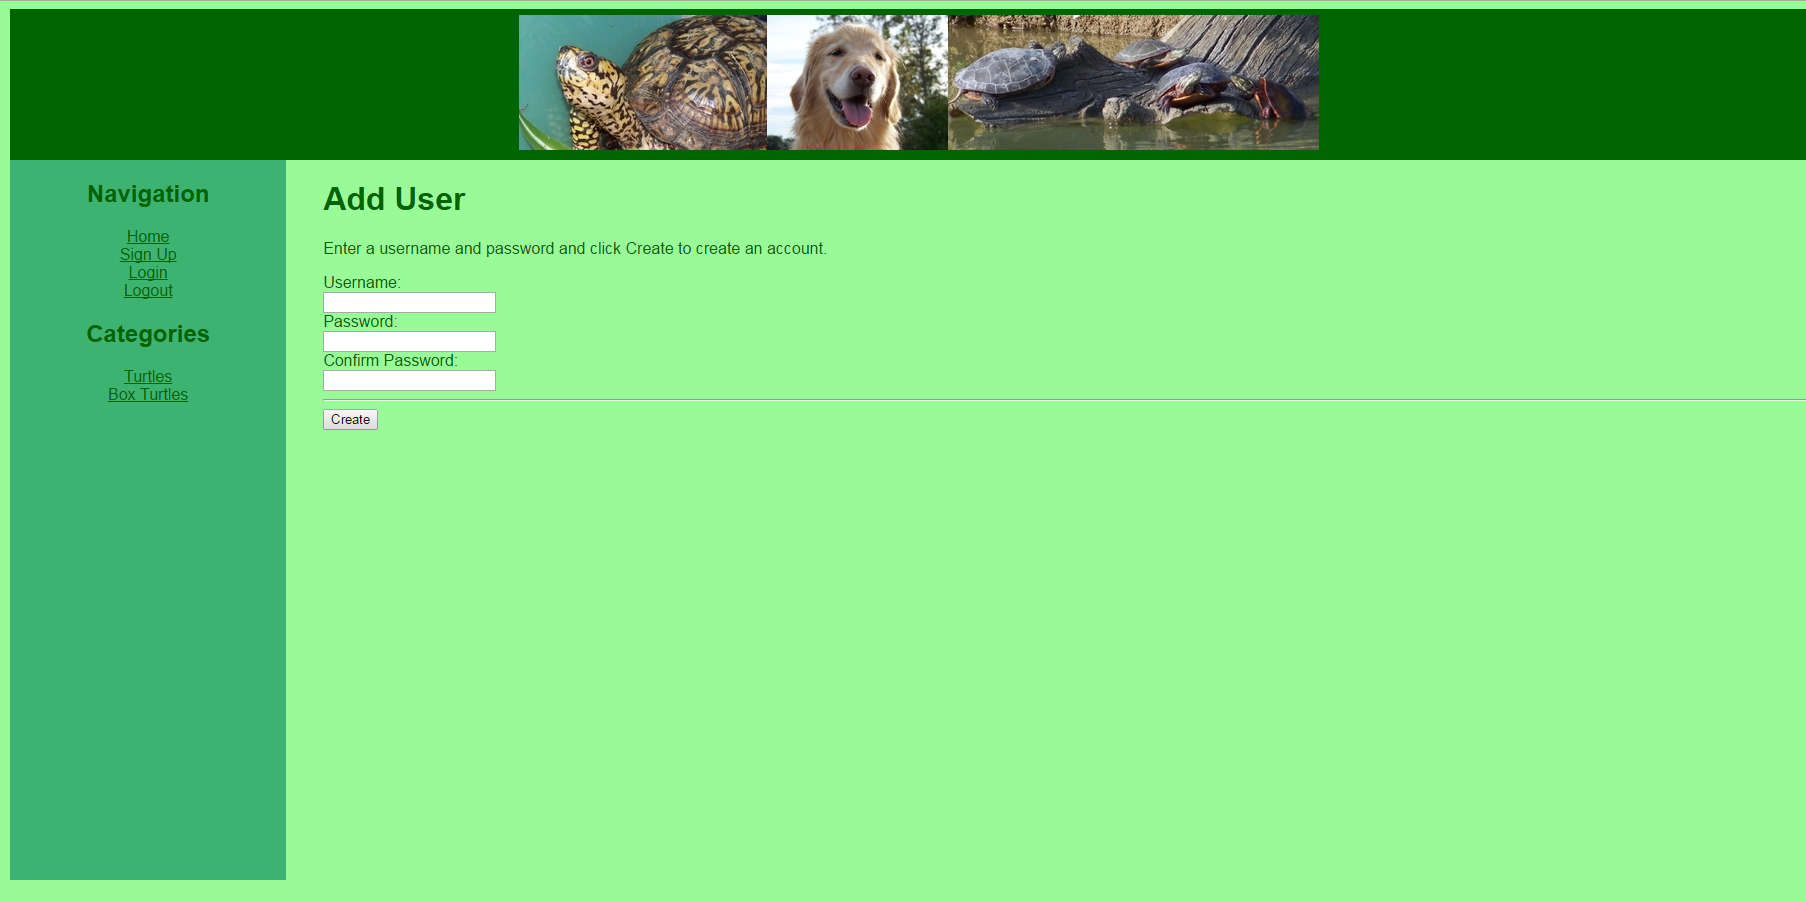 Navigation
Home
Sign Up
Login
Logout
Categories
Turtles
Box Turtles
Add User
Enter a username and password and click Create to create an account.
Username:
Password:
Confirm Password:
Create